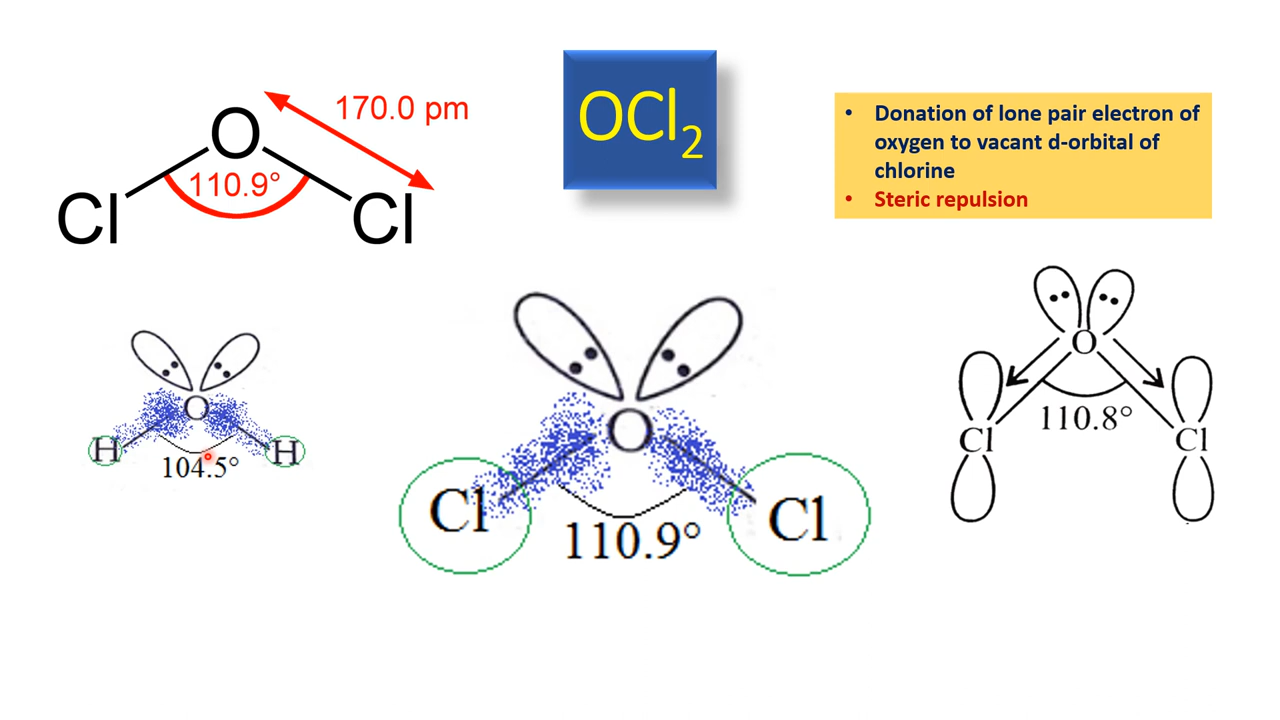 OCl₂
O
170.0 pm
110.9°
Cl Cl
• Donation of lone pair electron of
oxygen to vacant d-orbital of
chlorine
• Steric repulsion
O
H H
104.5°
O
Cl Cl
110.9°
O
110.8°
Cl Cl